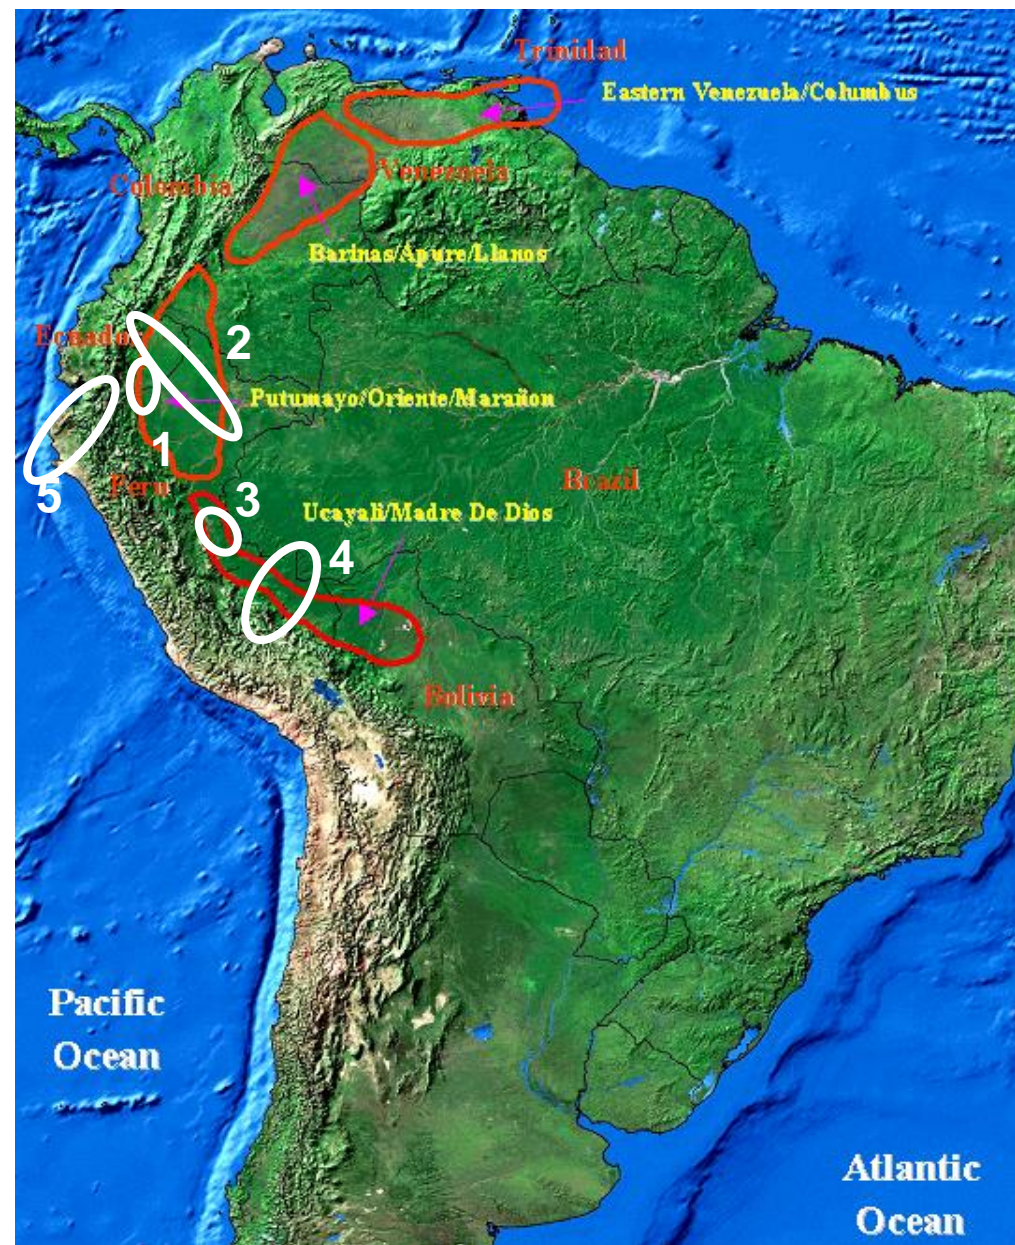 Trinidad
Eastern Venezuela/Columbus
Colombia
Venezuela
Barinas/Apure/Llanos
Ecuador
2
Putumayo/Oriente/Marañon
1
5
Peru
3
Brazil
Ucayali/Madre De Dios
4
Bolivia
Pacific
Ocean
Atlantic
Ocean